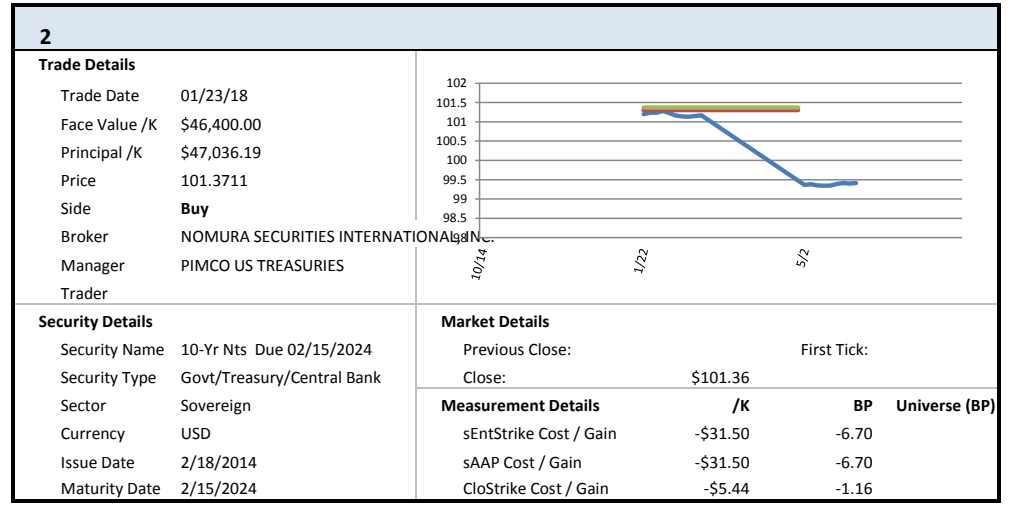 2
Trade Details
Trade Date 01/23/18
Face Value /K $46,400.00
Principal /K $47,036.19
Price 101.3711
Side Buy
Broker NOMURA SECURITIES INTERNATIONAL, INC.
Manager PIMCO US TREASURIES
Trader
102
101.5
101
100.5
100
99.5
99
98.5
98
10/14 1/22 5/2
Security Details
Security Name 10-Yr Nts Due 02/15/2024
Security Type Govt/Treasury/Central Bank
Sector Sovereign
Currency USD
Issue Date 2/18/2014
Maturity Date 2/15/2024
Market Details
Previous Close: First Tick:
Close: $101.36
Measurement Details /K BP Universe (BP)
sEntStrike Cost / Gain -$31.50 -6.70
sAAP Cost / Gain -$31.50 -6.70
CloStrike Cost / Gain -$5.44 -1.16